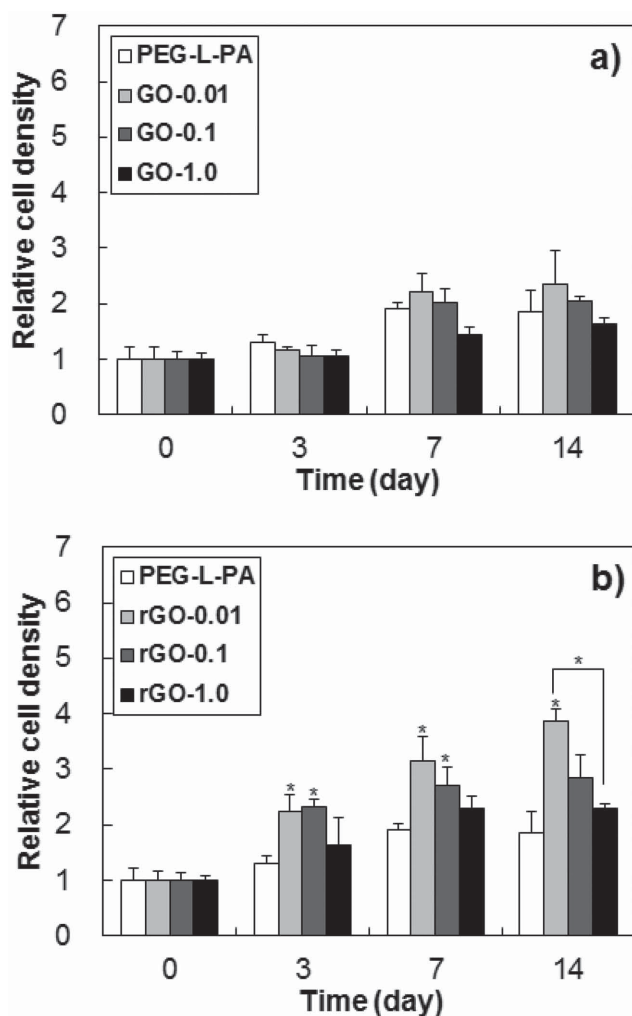 a)
PEG-L-PA
GO-0.01
GO-0.1
GO-1.0
Relative cell density
7
6
5
4
3
2
1
0
0 3 7 14
Time (day)
b)
PEG-L-PA
rGO-0.01
rGO-0.1
rGO-1.0
Relative cell density
7
6
5
4
3
2
1
0
* *
* *
*
*
0 3 7 14
Time (day)